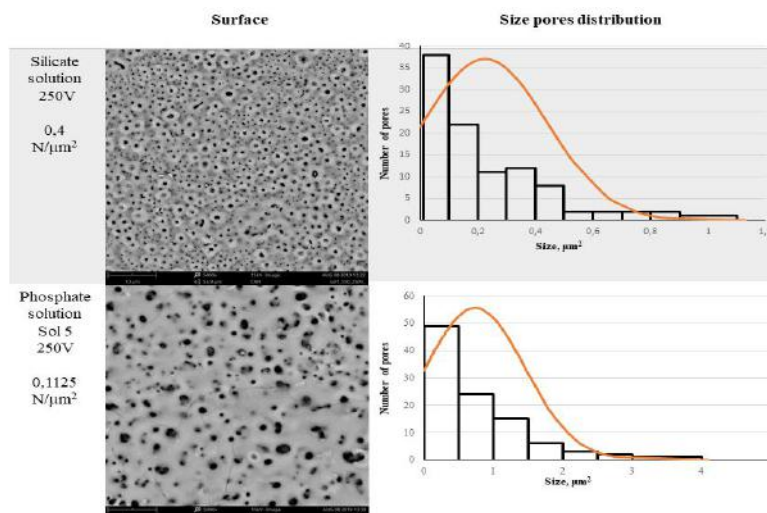 Surface
Size pores distribution
Silicate
solution
250V
0,4
N/μm²
Number of pores
40
35
30
25
20
15
10
5
0
0
0,2
0,4
0,6
0,8
1
1,
Size, μm²
Phosphate
solution
Sol 5
250V
0,1125
N/μm²
Number of pores
60
50
40
30
20
10
0
0
1
2
3
4
Size, μm²